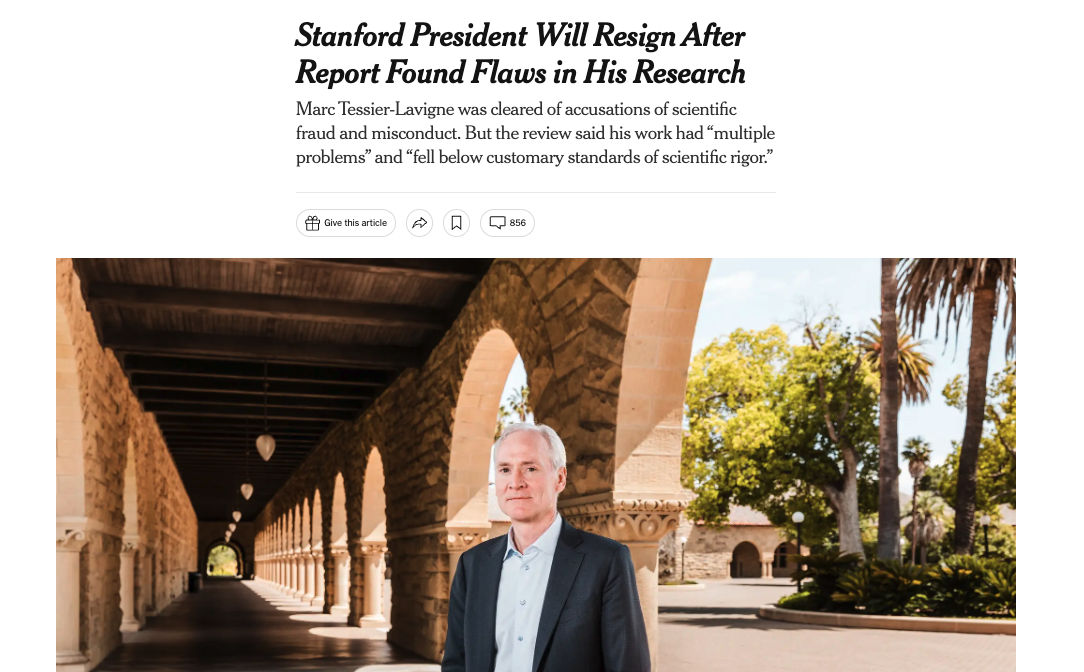 Stanford President Will Resign After
Report Found Flaws in His Research
Marc Tessier-Lavigne was cleared of accusations of scientific
fraud and misconduct. But the review said his work had “multiple
problems” and “fell below customary standards of scientific rigor.”
Give this article
856